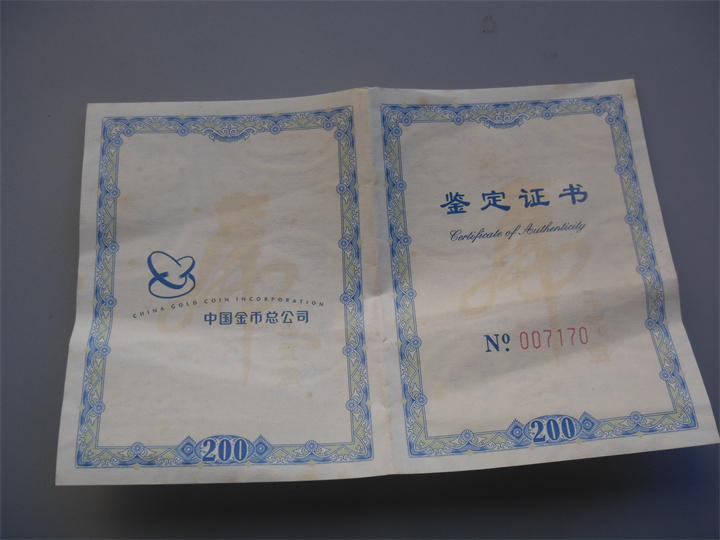 CHINA GOLD COIN INCORPORATION
中国金币总公司
200
鉴定证书
Certificate of Authenticity
Nº 007170
200